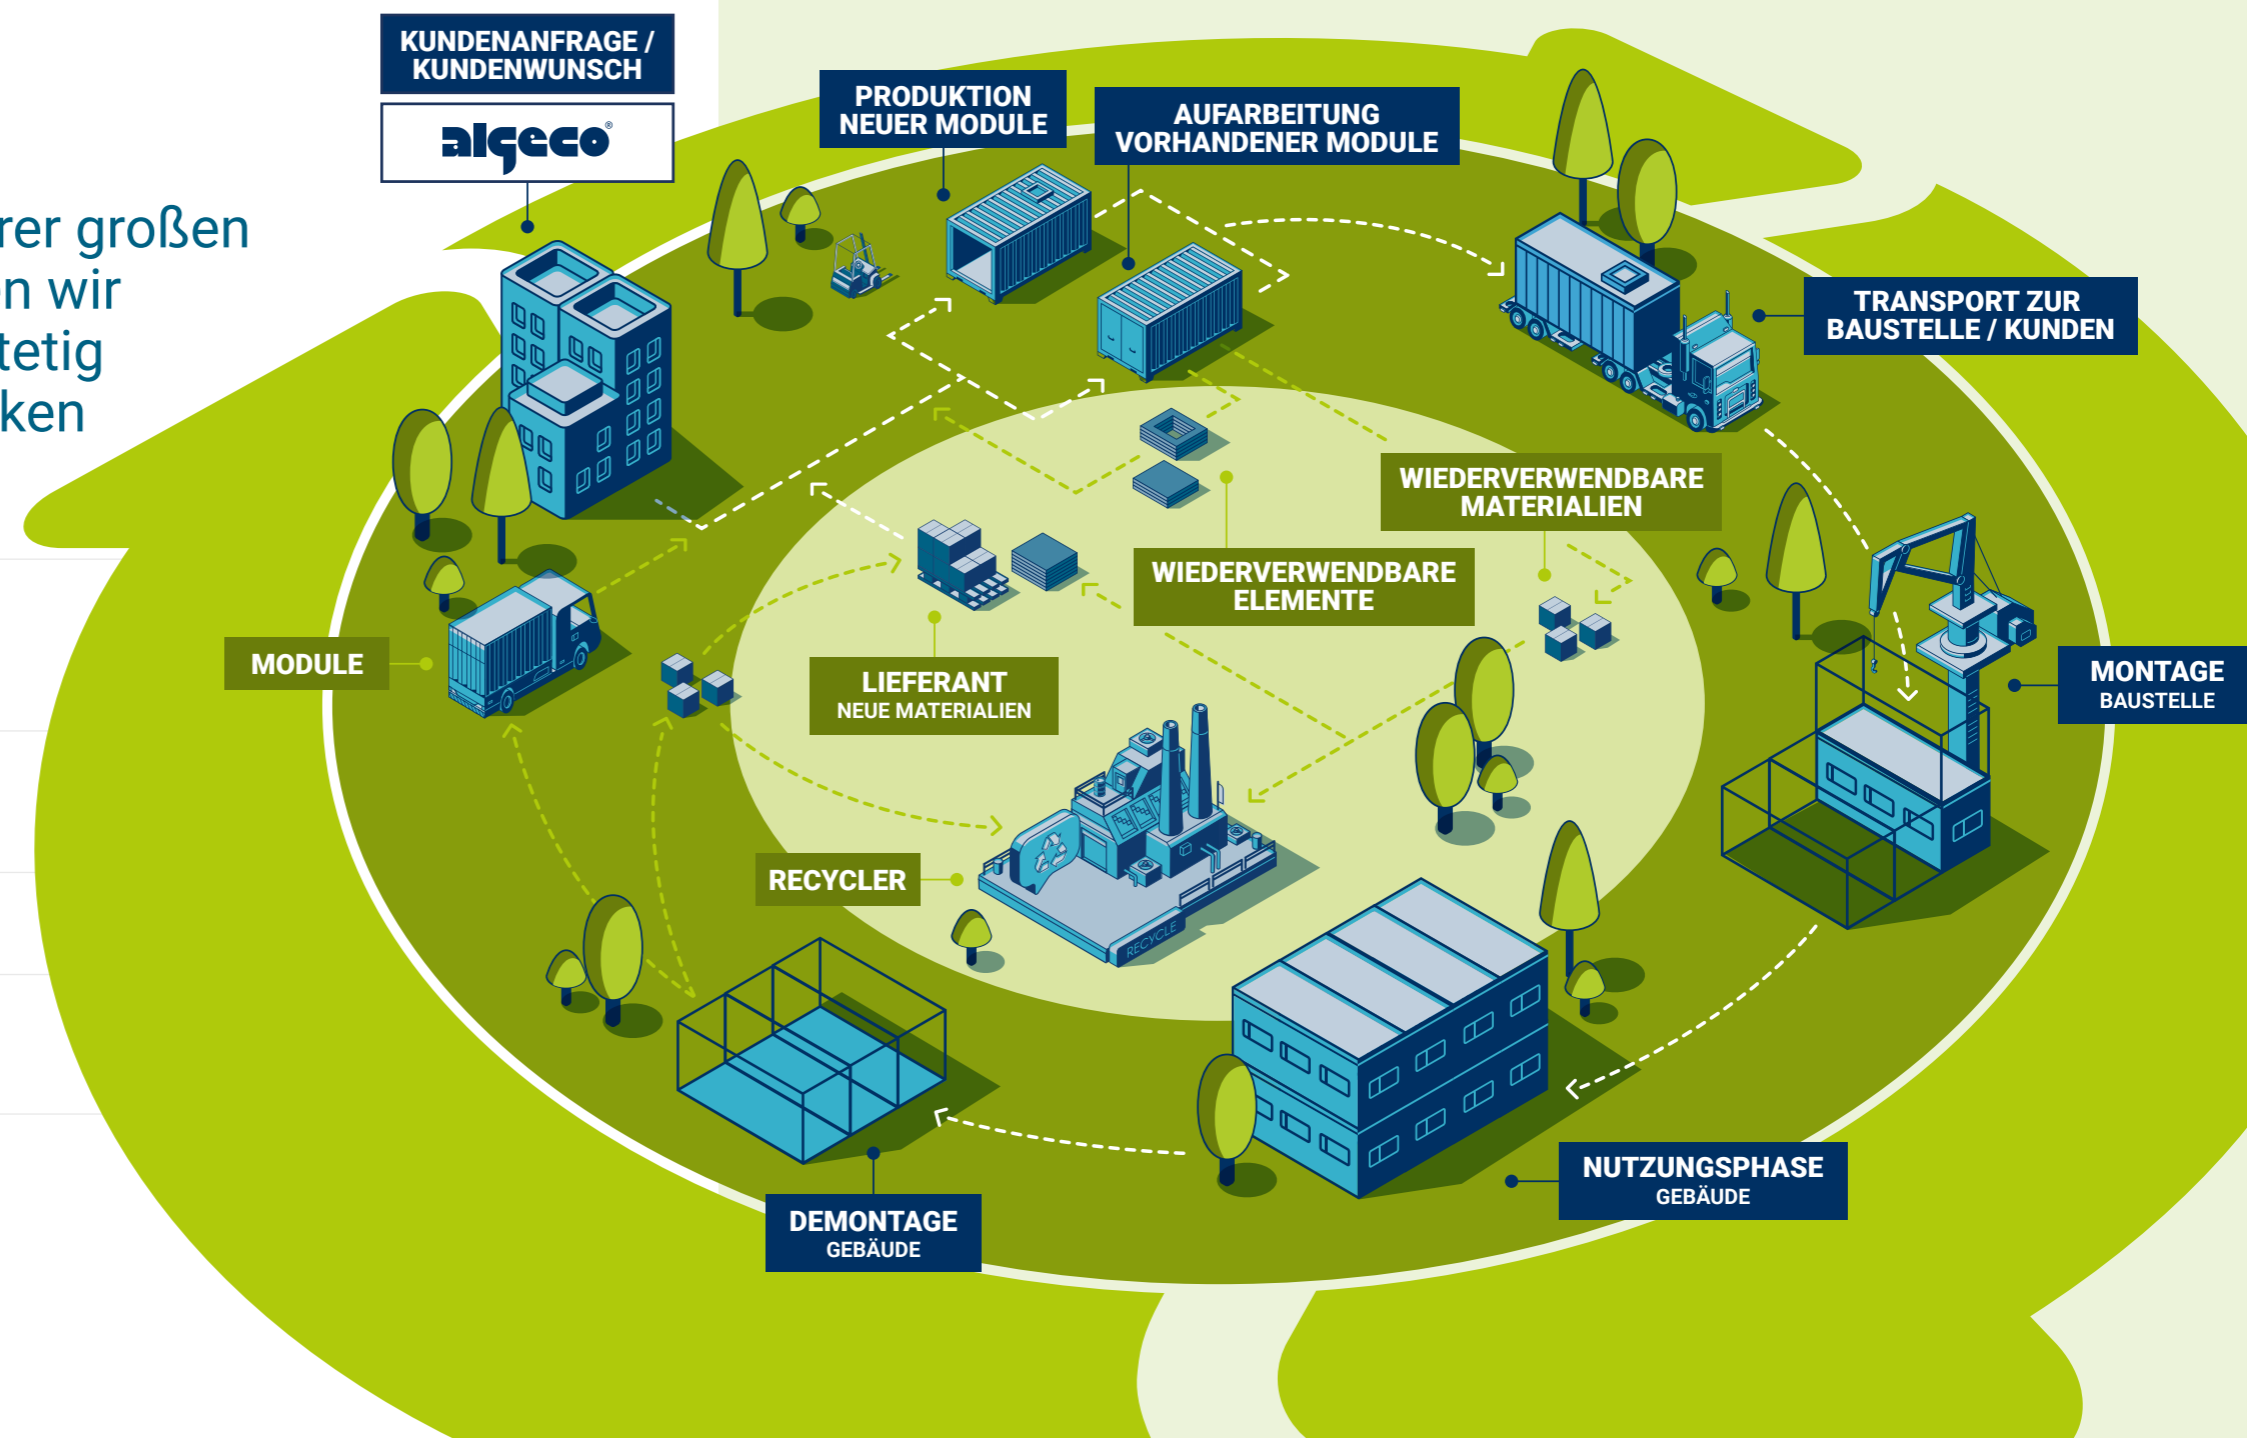 KUNDENANFRAGE /
KUNDENWUNSCH
algeco®
rer großen
en wir
tetig
ken
PRODUKTION
NEUER MODULE
AUFARBEITUNG
VORHANDENER MODULE
TRANSPORT ZUR
BAUSTELLE / KUNDEN
WIEDERVERWENDBARE
MATERIALIEN
WIEDERVERWENDBARE
ELEMENTE
MODULE
LIEFERANT
NEUE MATERIALIEN
MONTAGE
BAUSTELLE
RECYCLER
RECYCLE
NUTZUNGSPHASE
GEBÄUDE
DEMONTAGE
GEBÄUDE